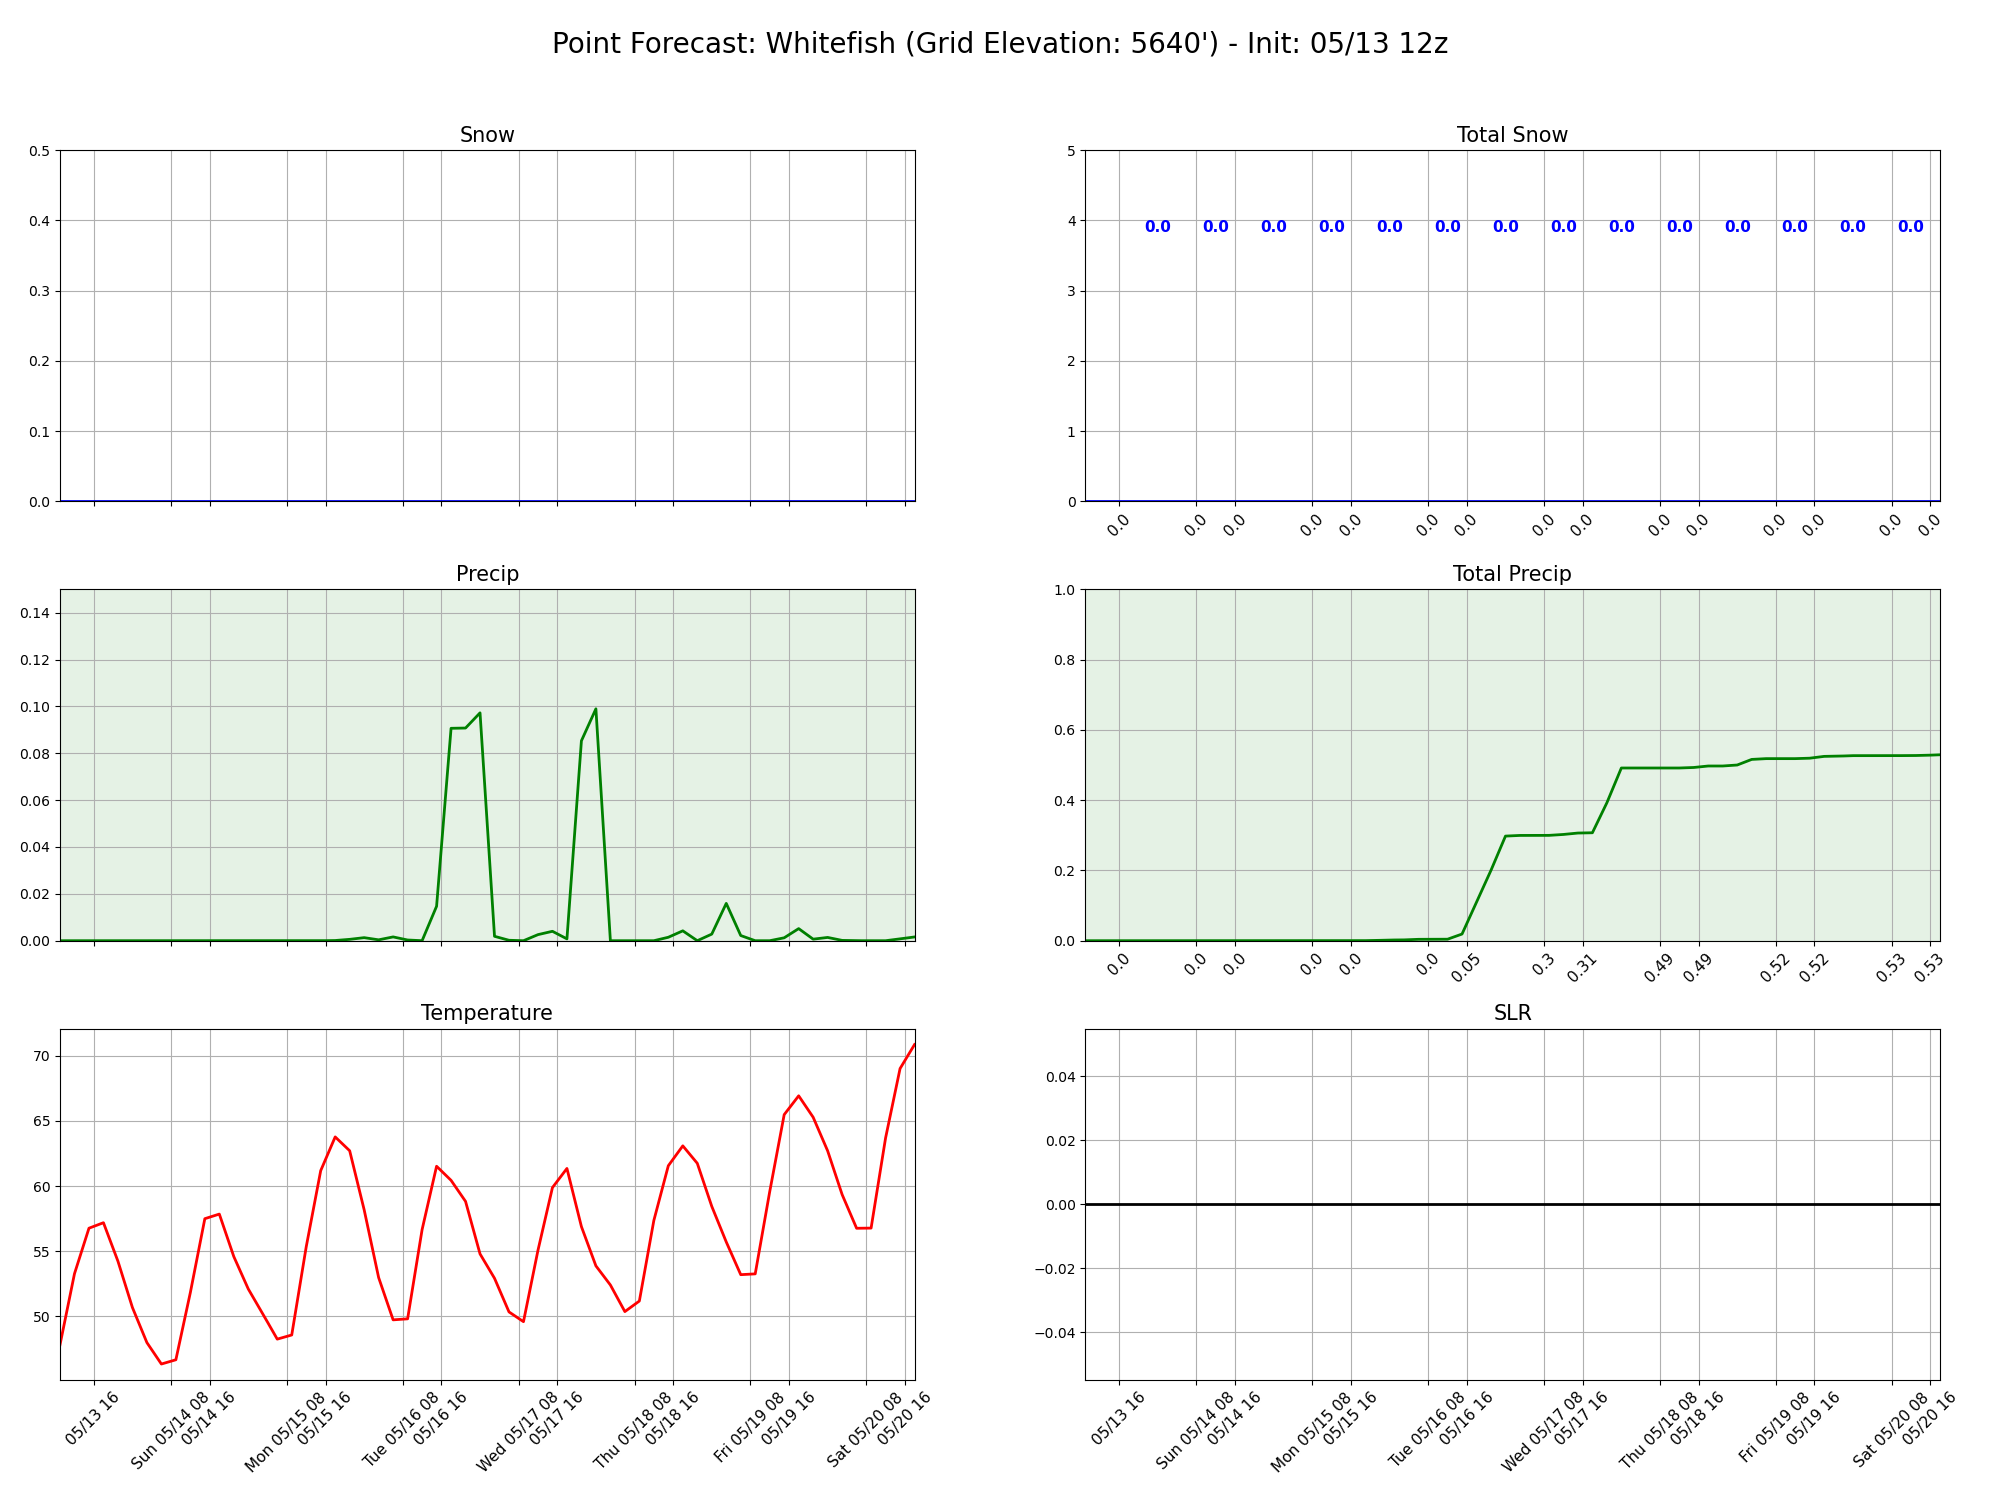 Point Forecast: Whitefish (Grid Elevation: 5640') - Init: 05/13 12z
Snow
0.5
0.4
0.3
0.2
0.1
0.0
Total Snow
5
4
3
2
1
0
0.0 0.0 0.0 0.0 0.0 0.0 0.0 0.0 0.0 0.0 0.0 0.0 0.0 0.0
0.0 0.0 0.0 0.0 0.0 0.0 0.0 0.0 0.0 0.0 0.0 0.0 0.0 0.0 0.0
Precip
0.14
0.12
0.10
0.08
0.06
0.04
0.02
0.00
Total Precip
1.0
0.8
0.6
0.4
0.2
0.0
0.0 0.0 0.0 0.0 0.0 0.0 0.05 0.3 0.31 0.49 0.49 0.52 0.52 0.53 0.53
Temperature
70
65
60
55
50
05/13 16
Sun 05/14 08
05/14 16
Mon 05/15 08
05/15 16
Tue 05/16 08
05/16 16
Wed 05/17 08
05/17 16
Thu 05/18 08
05/18 16
Fri 05/19 08
05/19 16
Sat 05/20 08
05/20 16
SLR
0.04
0.02
0.00
−0.02
−0.04
05/13 16
Sun 05/14 08
05/14 16
Mon 05/15 08
05/15 16
Tue 05/16 08
05/16 16
Wed 05/17 08
05/17 16
Thu 05/18 08
05/18 16
Fri 05/19 08
05/19 16
Sat 05/20 08
05/20 16